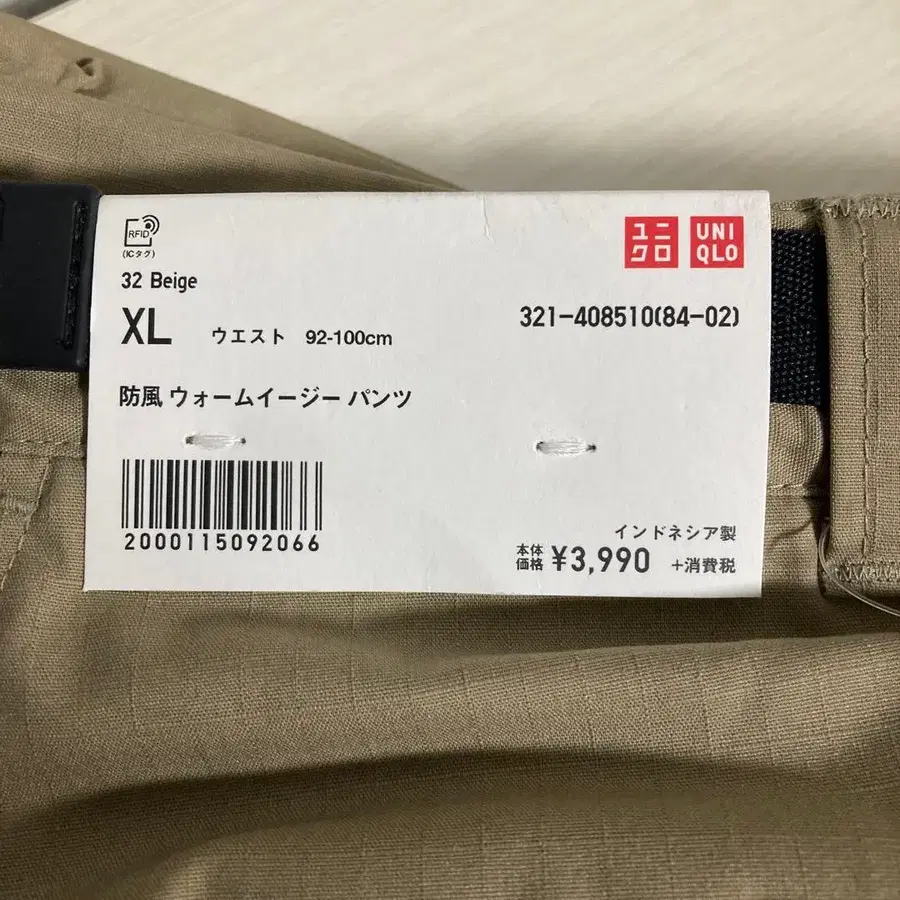 RFID
(ICタグ)
ユニクロ
UNIQLO
32 Beige
XL ウエスト 92-100cm
321-408510(84-02)
防風 ウォームイージー パンツ
2000115092066
インドネシア製
本体価格 ¥3,990 +消費税